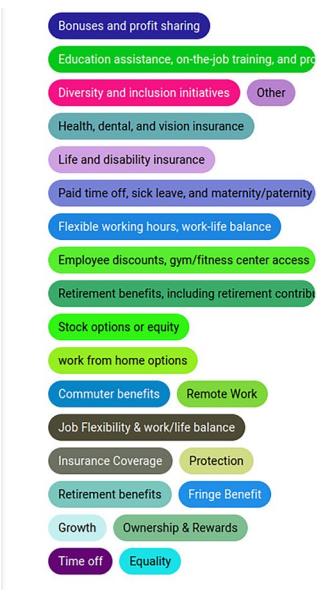 Bonuses and profit sharing
Education assistance, on-the-job training, and
Diversity and inclusion initiatives Other
Health, dental, and vision insurance
Life and disability insurance
Paid time off, sick leave, and maternity/paternity
Flexible working hours, work-life balance
Employee discounts, gym/fitness center access
Retirement benefits, including retirement
Stock options or equity
work from home options
Commuter benefits Remote Work
Job Flexibility & work/life balance
Insurance Coverage Protection
Retirement benefits Fringe Benefit
Growth Ownership & Rewards
Time off Equality